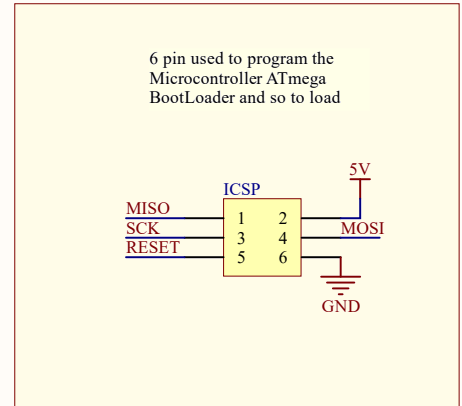 6 pin used to program the
Microcontroller ATmega
BootLoader and so to load
5V
ICSP
MISO 1 2
SCK 3 4 MOSI
RESET 5 6
GND